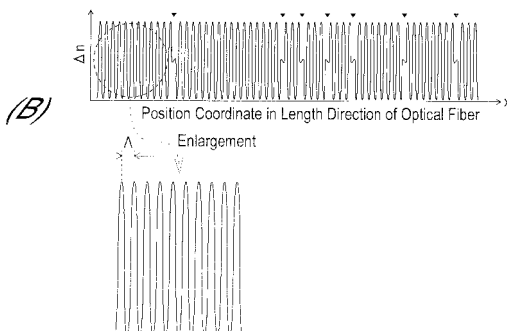 Δn
x
(B)
Position Coordinate in Length Direction of Optical Fiber
Λ
Enlargement